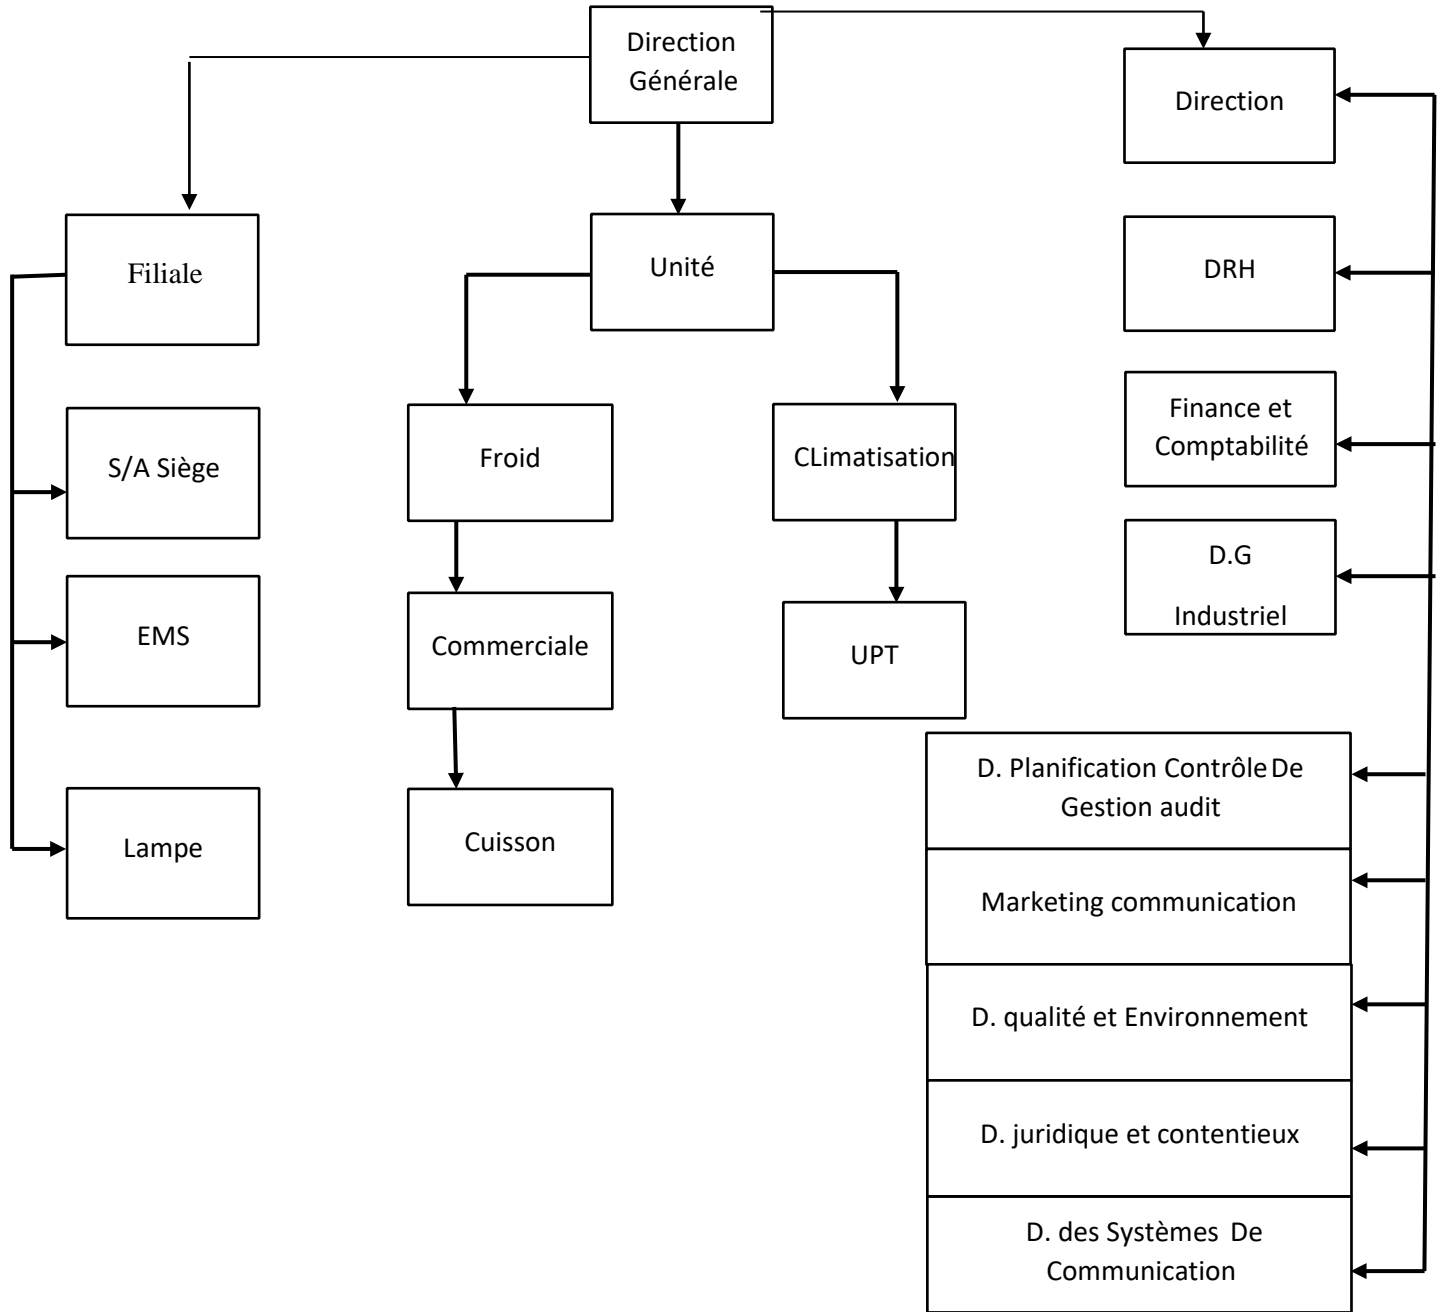 Direction
Générale
Direction
Filiale
Unité
DRH
S/A Siège
Froid
CLimatisation
Finance et
Comptabilité
EMS
Commerciale
UPT
D.G
Industriel
Lampe
Cuisson
D. Planification Contrôle De
Gestion audit
Marketing communication
D. qualité et Environnement
D. juridique et contentieux
D. des Systèmes De
Communication